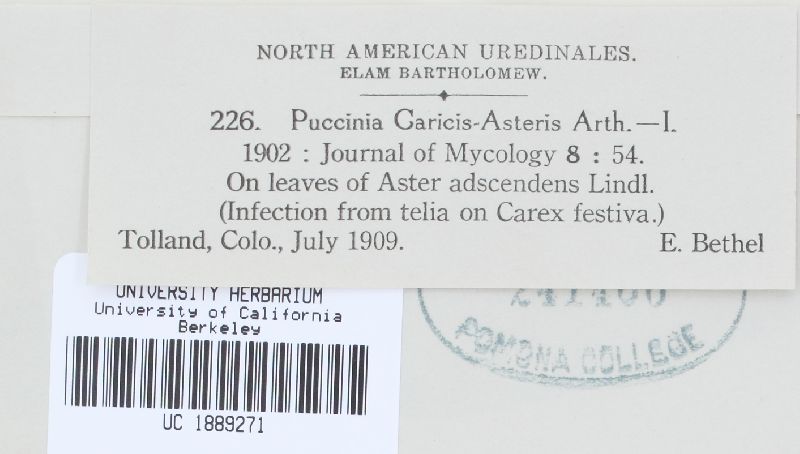 NORTH AMERICAN UREDINALES.
ELAM BARTHOLOMEW.
226. Puccinia Caricis-Asteris Arth.—I.
1902 : Journal of Mycology 8 : 54.
On leaves of Aster adscendens Lindl.
(Infection from telia on Carex festiva.)
Tolland, Colo., July 1909. E. Bethel
UNIVERSITY HERBARIUM
University of California
Berkeley
UC 1889271
POMONA COLLEGE